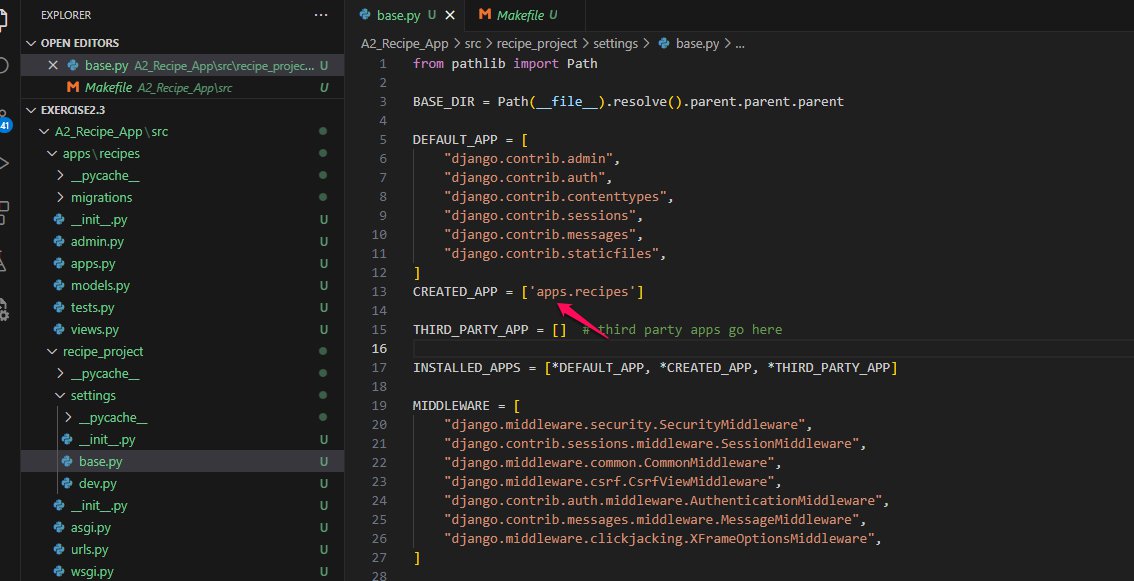 EXPLORER ...
OPEN EDITORS
base.py A2_Recipe_App\src\recipe_projec... U
Makefile A2_Recipe_App\src U
EXERCISE2.3
A2_Recipe_App\src
apps\recipes
__pycache__
migrations
__init__.py U
admin.py U
apps.py U
models.py U
tests.py U
views.py U
recipe_project
__pycache__
settings
__pycache__
__init__.py U
base.py U
dev.py U
__init__.py U
asgi.py U
urls.py U
wsgi.py U
41
base.py U
M Makefile U
A2_Recipe_App > src > recipe_project > settings > base.py > ...
1 from pathlib import Path
2
3 BASE_DIR = Path(__file__).resolve().parent.parent.parent
4
5 DEFAULT_APP = [
6 "django.contrib.admin",
7 "django.contrib.auth",
8 "django.contrib.contenttypes",
9 "django.contrib.sessions",
10 "django.contrib.messages",
11 "django.contrib.staticfiles",
12 ]
13 CREATED_APP = ['apps.recipes']
14
15 THIRD_PARTY_APP = [] # third party apps go here
16
17 INSTALLED_APPS = [*DEFAULT_APP, *CREATED_APP, *THIRD_PARTY_APP]
18
19 MIDDLEWARE = [
20 "django.middleware.security.SecurityMiddleware",
21 "django.contrib.sessions.middleware.SessionMiddleware",
22 "django.middleware.common.CommonMiddleware",
23 "django.middleware.csrf.CsrfViewMiddleware",
24 "django.contrib.auth.middleware.AuthenticationMiddleware",
25 "django.contrib.messages.middleware.MessageMiddleware",
26 "django.middleware.clickjacking.XFrameOptionsMiddleware",
27 ]
28